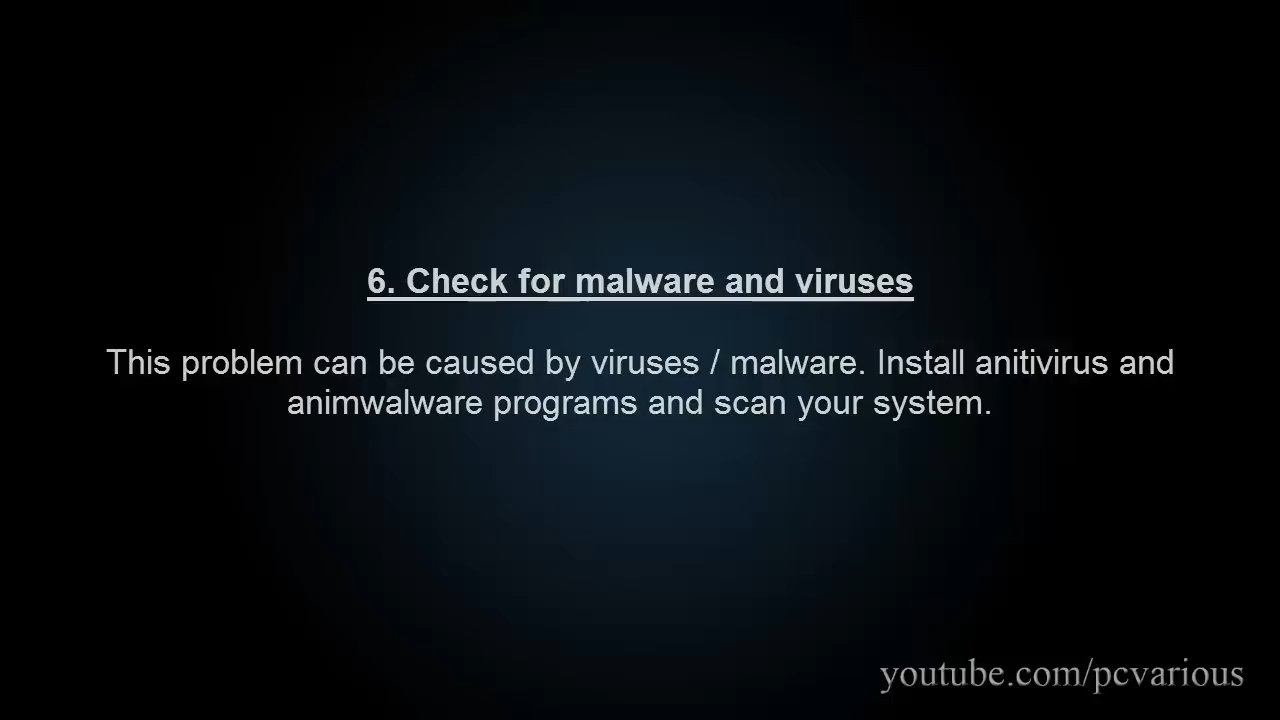 6. Check for malware and viruses
This problem can be caused by viruses / malware. Install anitivirus and
animwalware programs and scan your system.
youtube.com/pcvarious